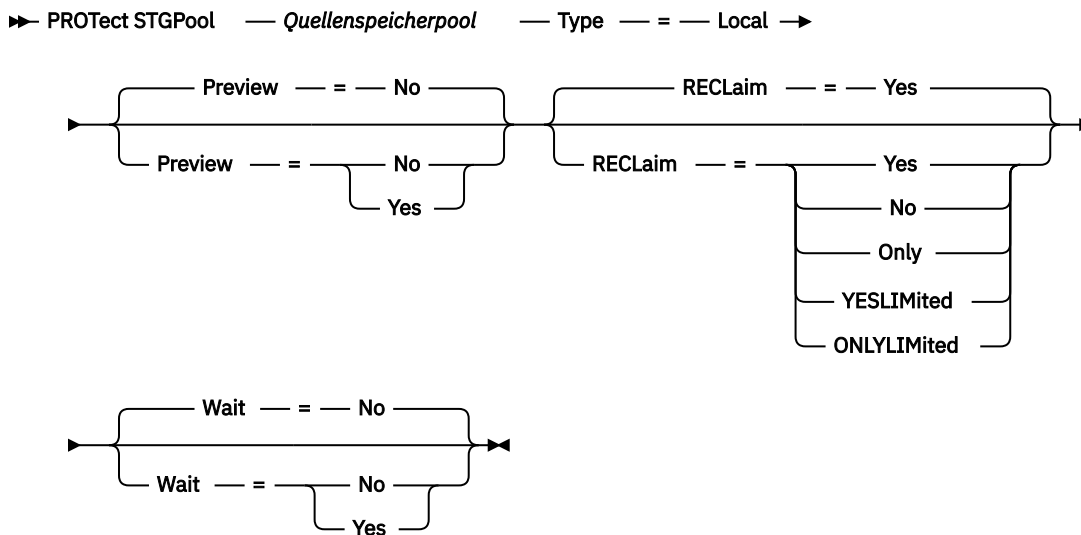 PROTect STGPool Quellenspeicherpool Type = Local
Preview = No RECLaim = Yes
Preview = No RECLaim = Yes
Yes No
Only
YESLIMited
ONLYLIMited
Wait = No
Wait = No
Yes